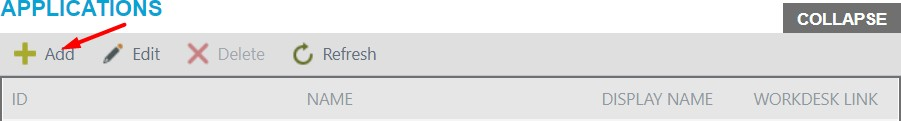 APPLICATIONS
COLLAPSE
Add Edit Delete Refresh
ID NAME DISPLAY NAME WORKDESK LINK